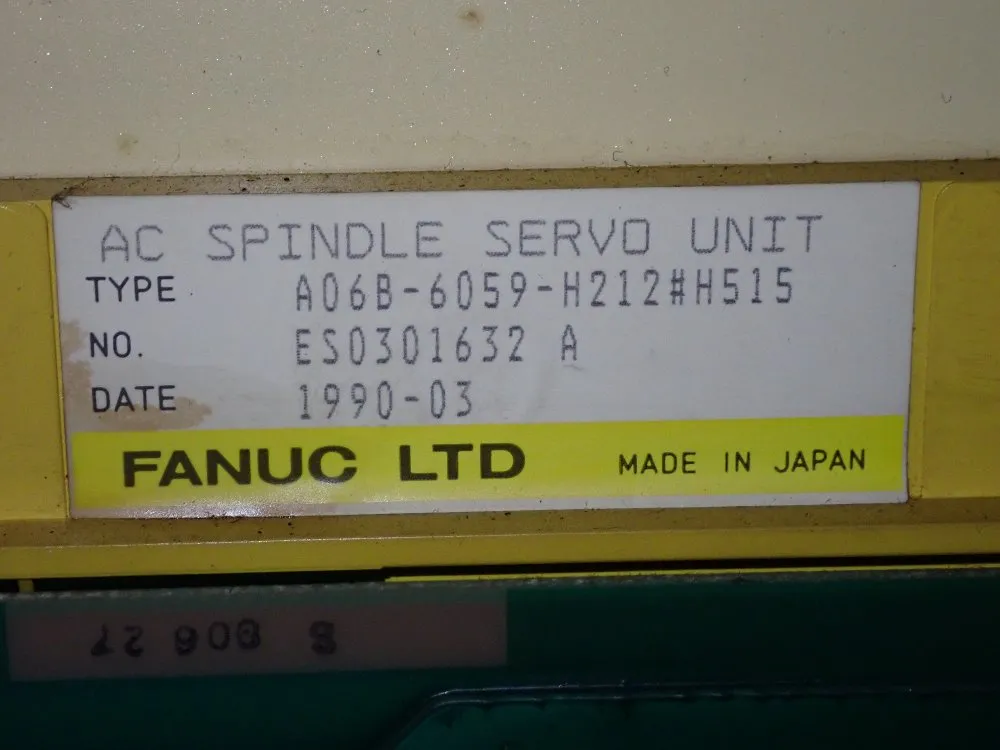 AC SPINDLE SERVO UNIT
TYPE A06B-6059-H212#H515
NO. ES0301632 A
DATE 1990-03
FANUC LTD MADE IN JAPAN